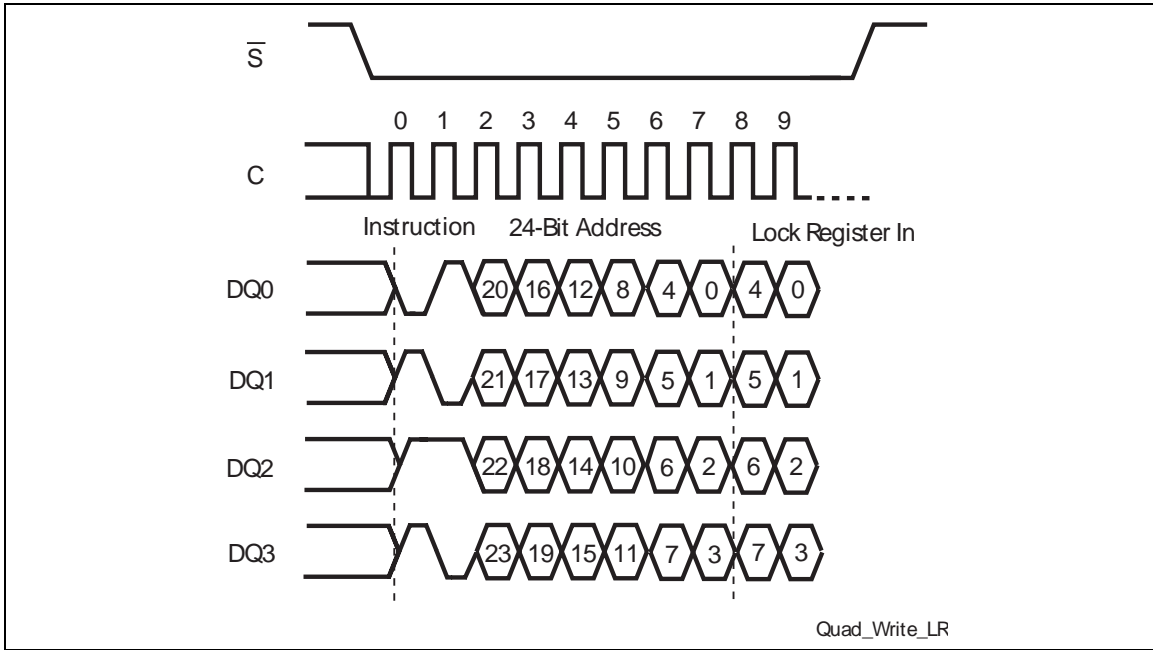 S
0 1 2 3 4 5 6 7 8 9
C
Instruction 24-Bit Address Lock Register In
DQ0 20 16 12 8 4 0 4 0
DQ1 21 17 13 9 5 1 5 1
DQ2 22 18 14 10 6 2 6 2
DQ3 23 19 15 11 7 3 7 3
Quad_Write_LR